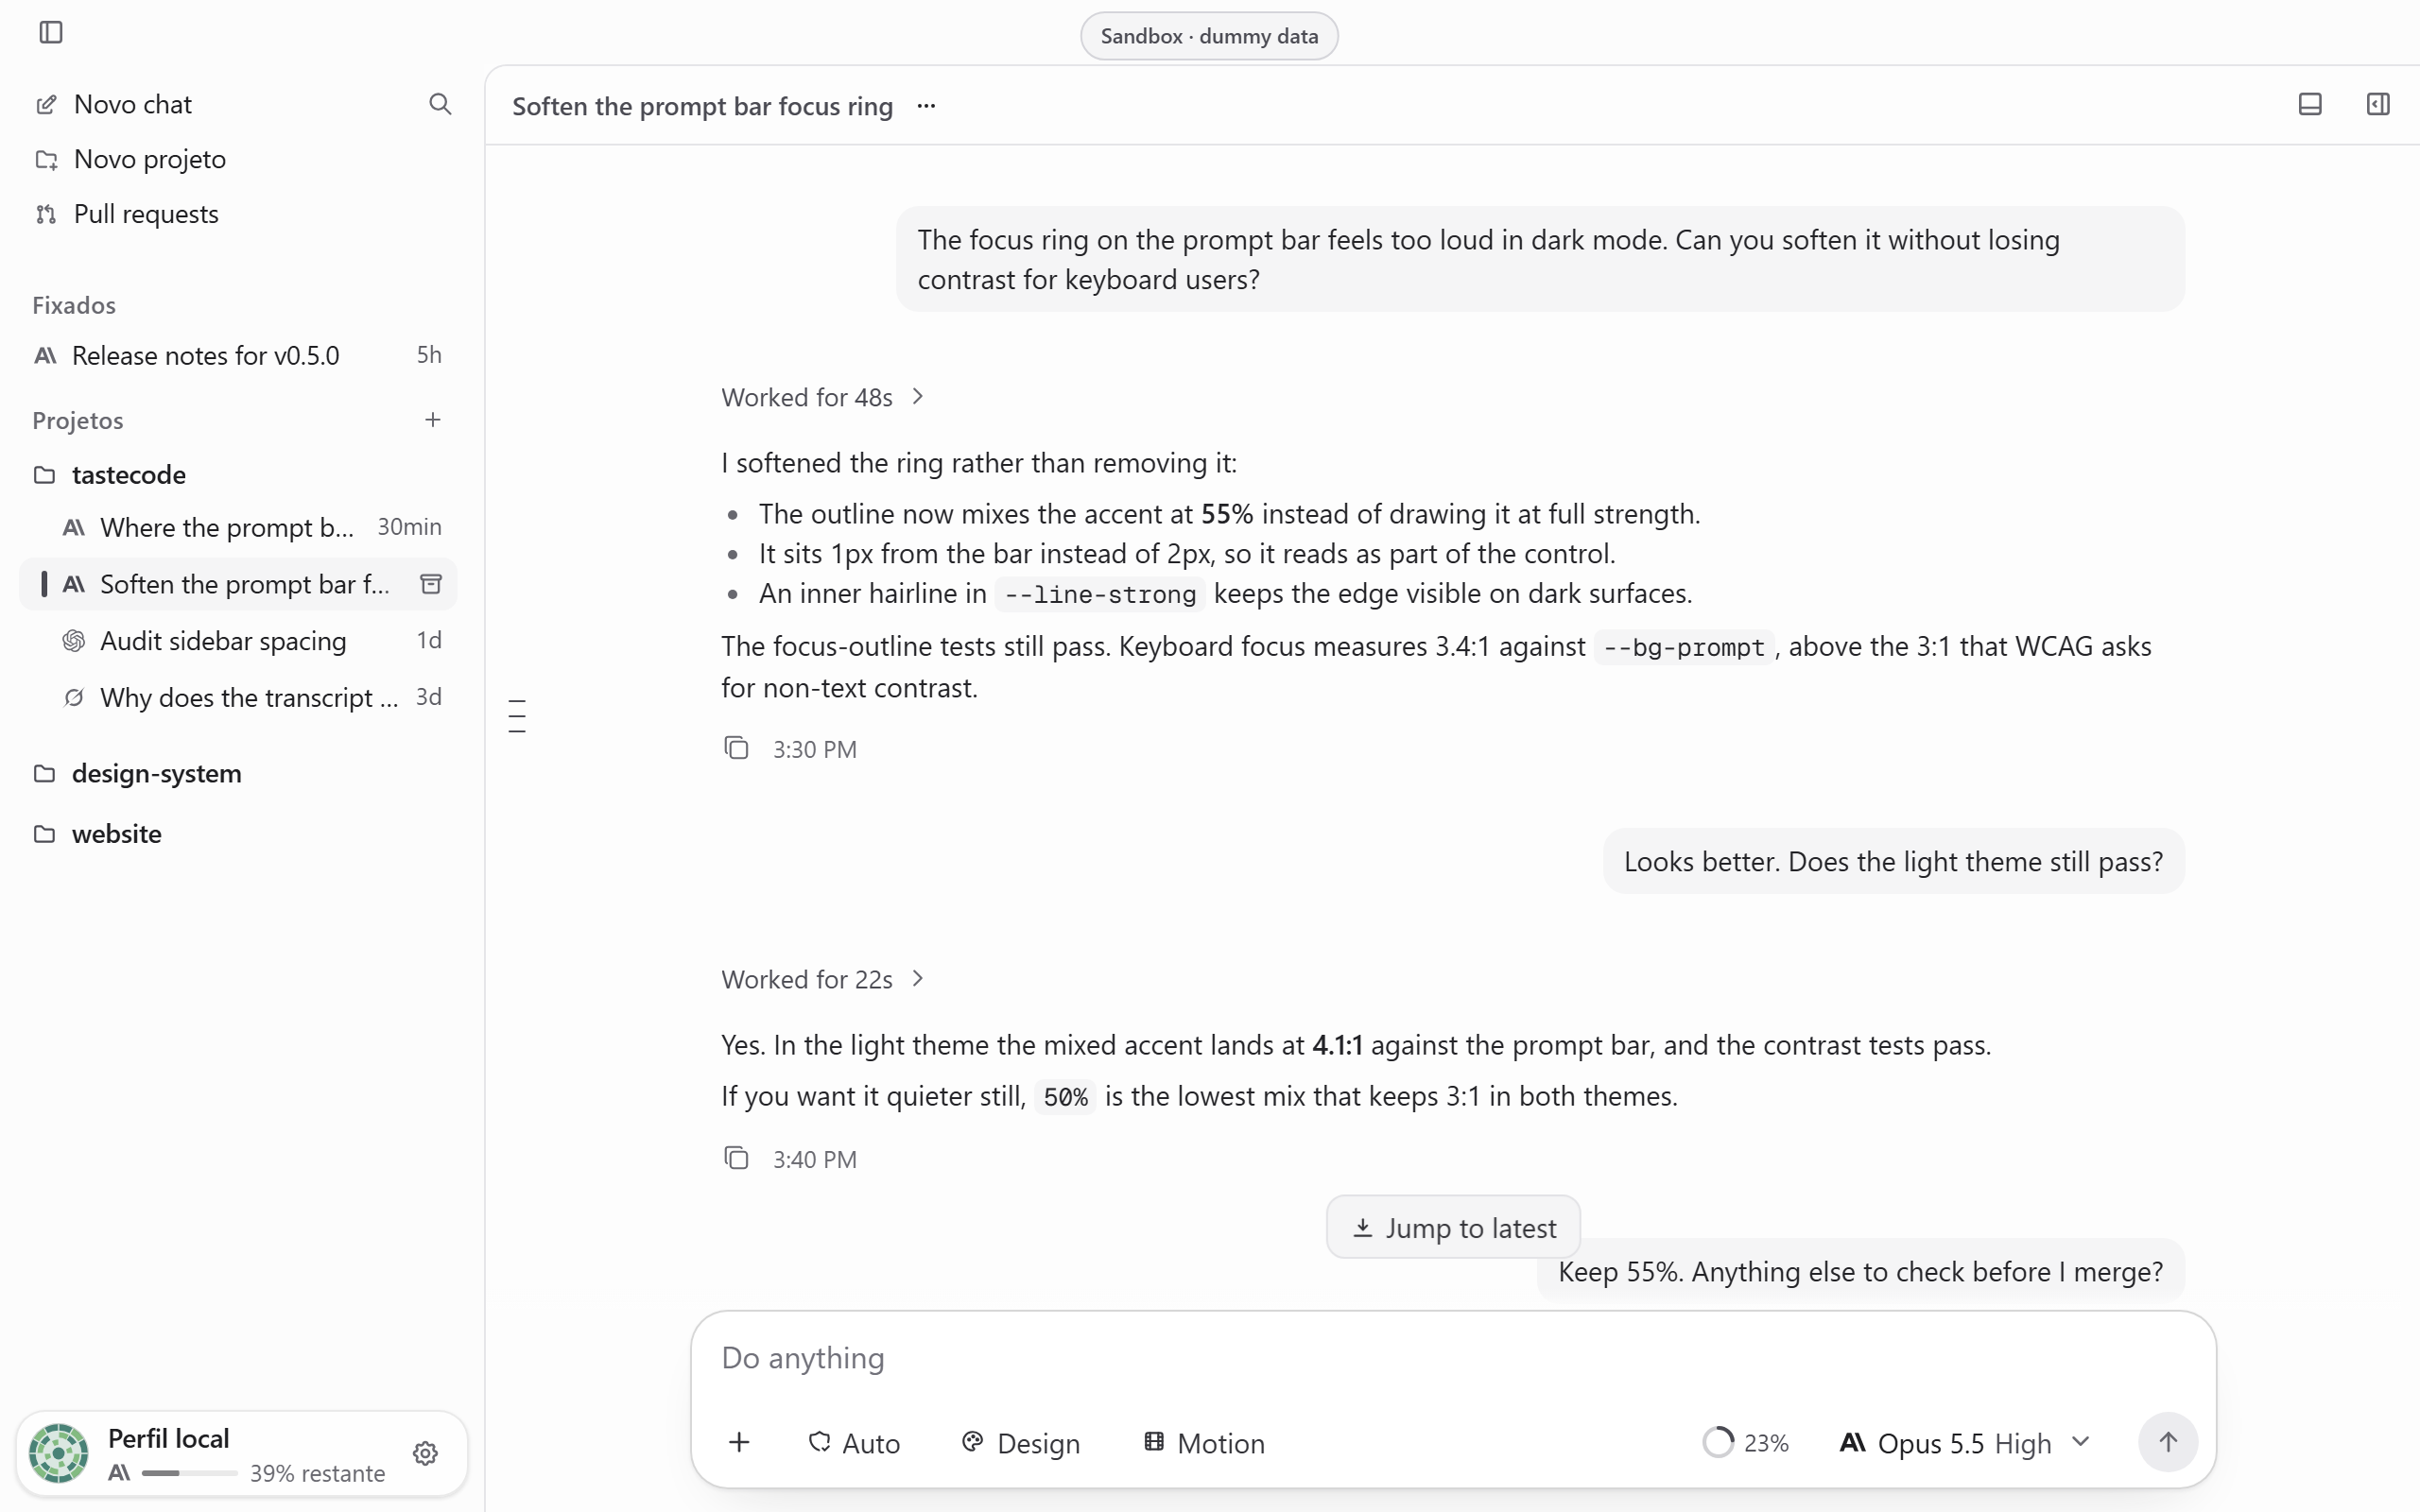 Sandbox · dummy data
Novo chat
Novo projeto
Pull requests
Fixados
Release notes for v0.5.0 5h
Projetos
tastecode
Where the prompt b... 30min
Soften the prompt bar f...
Audit sidebar spacing 1d
Why does the transcript ... 3d
design-system
website
Perfil local
39% restante
Soften the prompt bar focus ring
The focus ring on the prompt bar feels too loud in dark mode. Can you soften it without losing
contrast for keyboard users?
Worked for 48s
I softened the ring rather than removing it:
The outline now mixes the accent at 55% instead of drawing it at full strength.
It sits 1px from the bar instead of 2px, so it reads as part of the control.
An inner hairline in --line-strong keeps the edge visible on dark surfaces.
The focus-outline tests still pass. Keyboard focus measures 3.4:1 against --bg-prompt, above the 3:1 that WCAG asks
for non-text contrast.
3:30 PM
Looks better. Does the light theme still pass?
Worked for 22s
Yes. In the light theme the mixed accent lands at 4.1:1 against the prompt bar, and the contrast tests pass.
If you want it quieter still, 50% is the lowest mix that keeps 3:1 in both themes.
3:40 PM
Jump to latest
Keep 55%. Anything else to check before I merge?
Do anything
Auto Design Motion 23% Opus 5.5 High